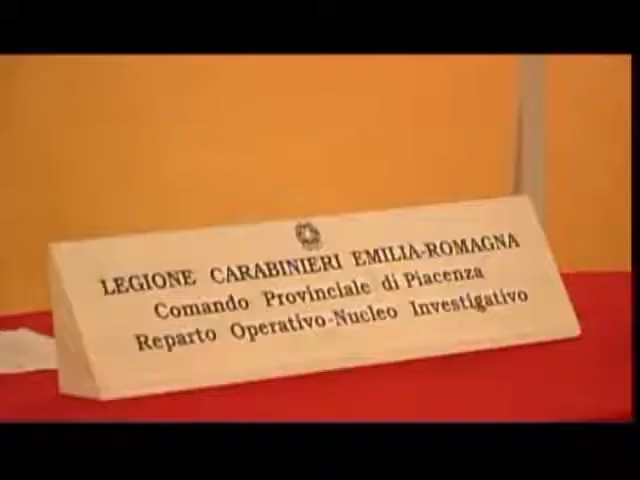 LEGIONE CARABINIERI EMILIA-ROMAGNA
Comando Provinciale di Piacenza
Reparto Operativo-Nucleo Investigativo